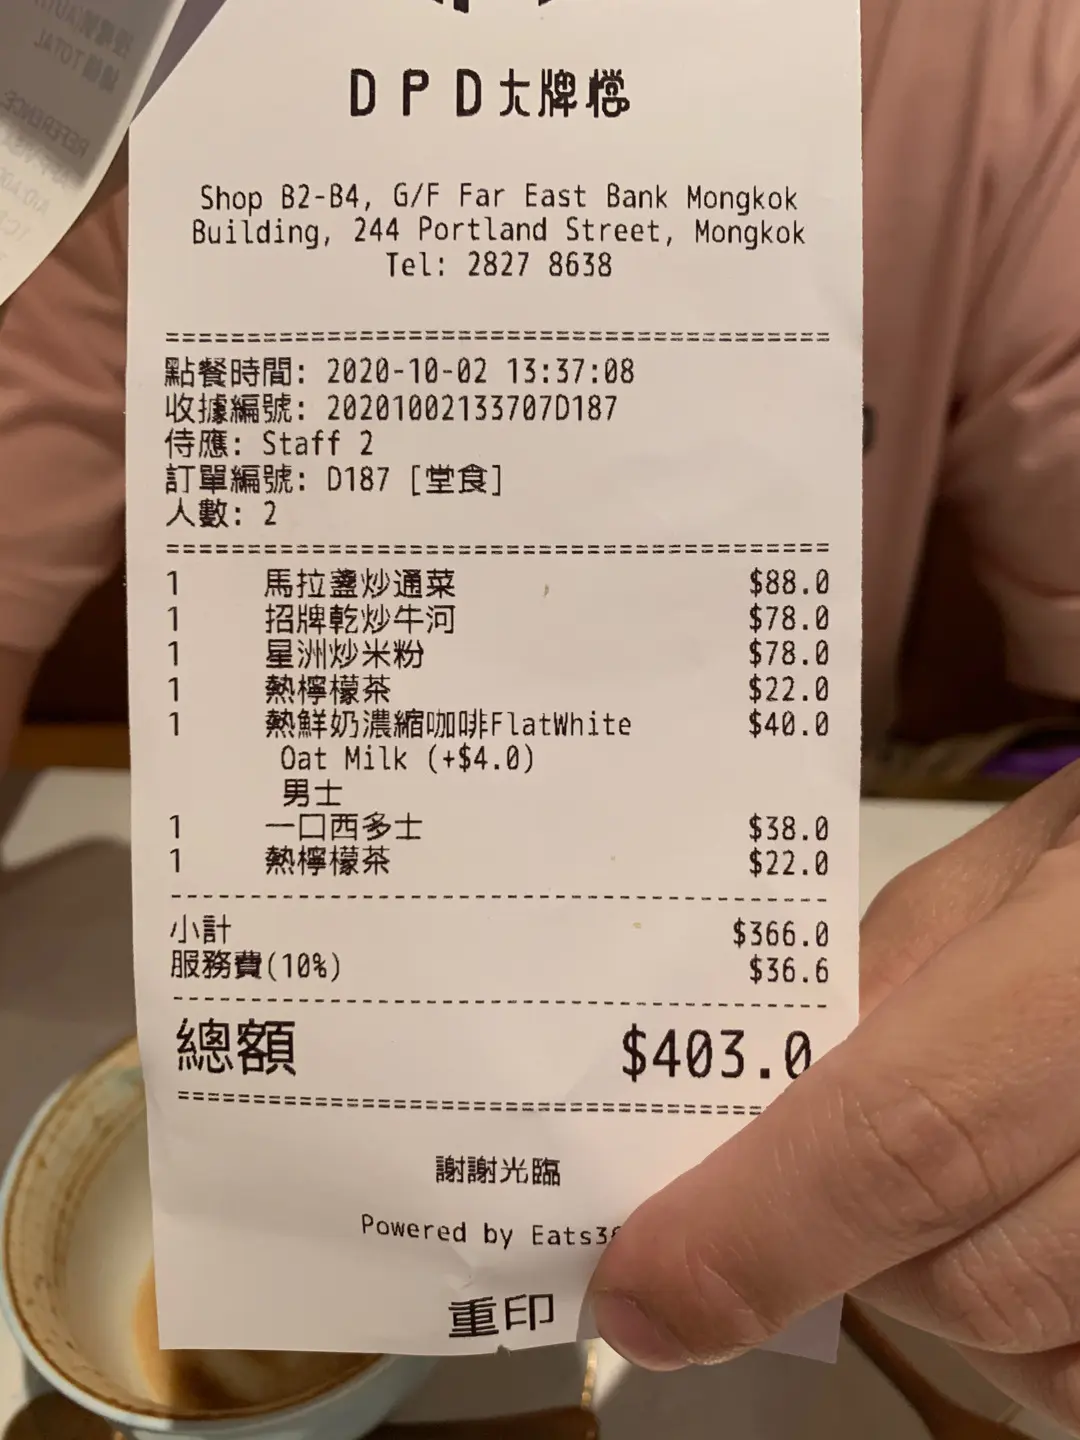 DPD大牌檔
Shop B2-B4, G/F Far East Bank Mongkok
Building, 244 Portland Street, Mongkok
Tel: 2827 8638
點餐時間: 2020-10-02 13:37:08
收據編號: 20201002133707D187
侍應: Staff 2
訂單編號: D187 [堂食]
人數: 2
1 馬拉盞炒通菜 $88.0
1 招牌乾炒牛河 $78.0
1 星洲炒米粉 $78.0
1 熱檸檬茶 $22.0
1 熱鮮奶濃縮咖啡FlatWhite $40.0
Oat Milk (+$4.0)
男士
1 一口西多士 $38.0
1 熱檸檬茶 $22.0
小計 $366.0
服務費(10%) $36.6
總額 $403.0
謝謝光臨
Powered by
重印
TOTAL
REFERENCE